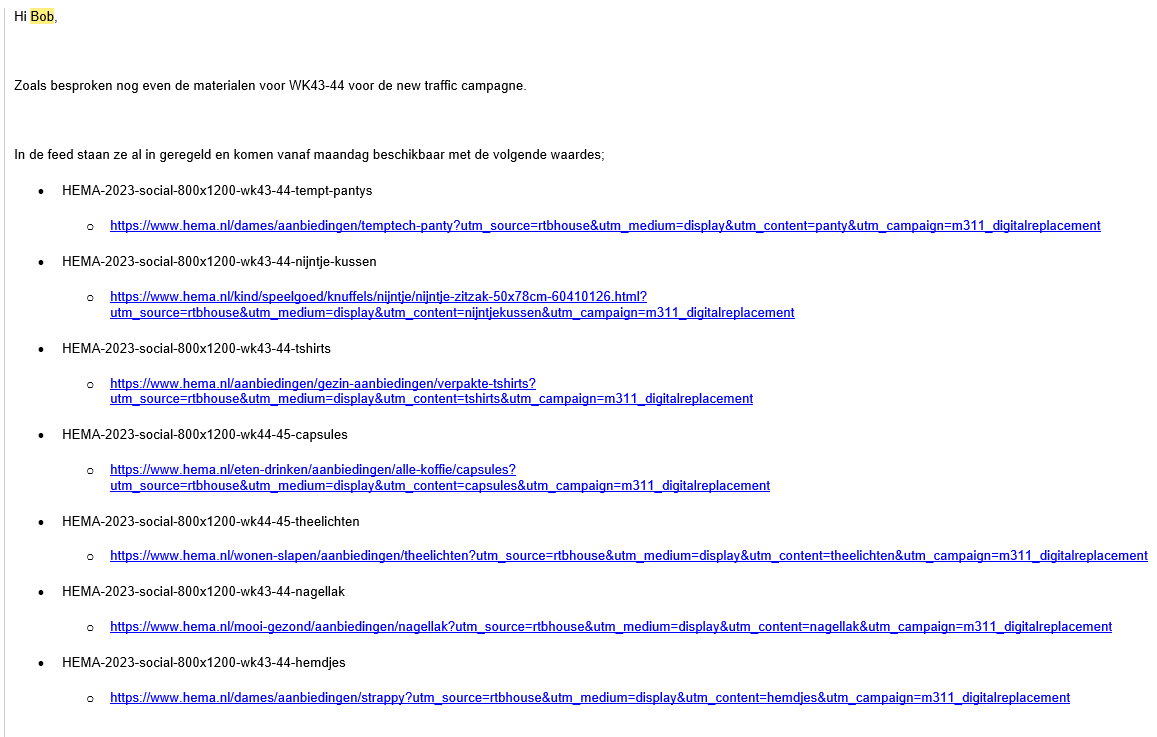 Hi Bob,
Zoals besproken nog even de materialen voor WK43-44 voor de new traffic campagne.
In de feed staan ze al in geregeld en komen vanaf maandag beschikbaar met de volgende waardes;
• HEMA-2023-social-800x1200-wk43-44-tempt-pantys
○ https://www.hema.nl/dames/aanbiedingen/temptech-panty?utm_source=rtbhouse&utm_medium=display&utm_content=panty&utm_campaign=m311_digitalreplacement
• HEMA-2023-social-800x1200-wk43-44-nijntje-kussen
○ https://www.hema.nl/kind/speelgoed/knuffels/nijntje/nijntje-zitzak-50x78cm-60410126.html?
utm_source=rtbhouse&utm_medium=display&utm_content=nijntjekussen&utm_campaign=m311_digitalreplacement
• HEMA-2023-social-800x1200-wk43-44-tshirts
○ https://www.hema.nl/aanbiedingen/gezin-aanbiedingen/verpakte-tshirts?
utm_source=rtbhouse&utm_medium=display&utm_content=tshirts&utm_campaign=m311_digitalreplacement
• HEMA-2023-social-800x1200-wk44-45-capsules
○ https://www.hema.nl/eten-drinken/aanbiedingen/alle-koffie/capsules?
utm_source=rtbhouse&utm_medium=display&utm_content=capsules&utm_campaign=m311_digitalreplacement
• HEMA-2023-social-800x1200-wk44-45-theelichten
○ https://www.hema.nl/wonen-slapen/aanbiedingen/theelichten?utm_source=rtbhouse&utm_medium=display&utm_content=theelichten&utm_campaign=m311_digitalreplacement
• HEMA-2023-social-800x1200-wk43-44-nagellak
○ https://www.hema.nl/mooi-gezond/aanbiedingen/nagellak?utm_source=rtbhouse&utm_medium=display&utm_content=nagellak&utm_campaign=m311_digitalreplacement
• HEMA-2023-social-800x1200-wk43-44-hemdjes
○ https://www.hema.nl/dames/aanbiedingen/strappy?utm_source=rtbhouse&utm_medium=display&utm_content=hemdjes&utm_campaign=m311_digitalreplacement